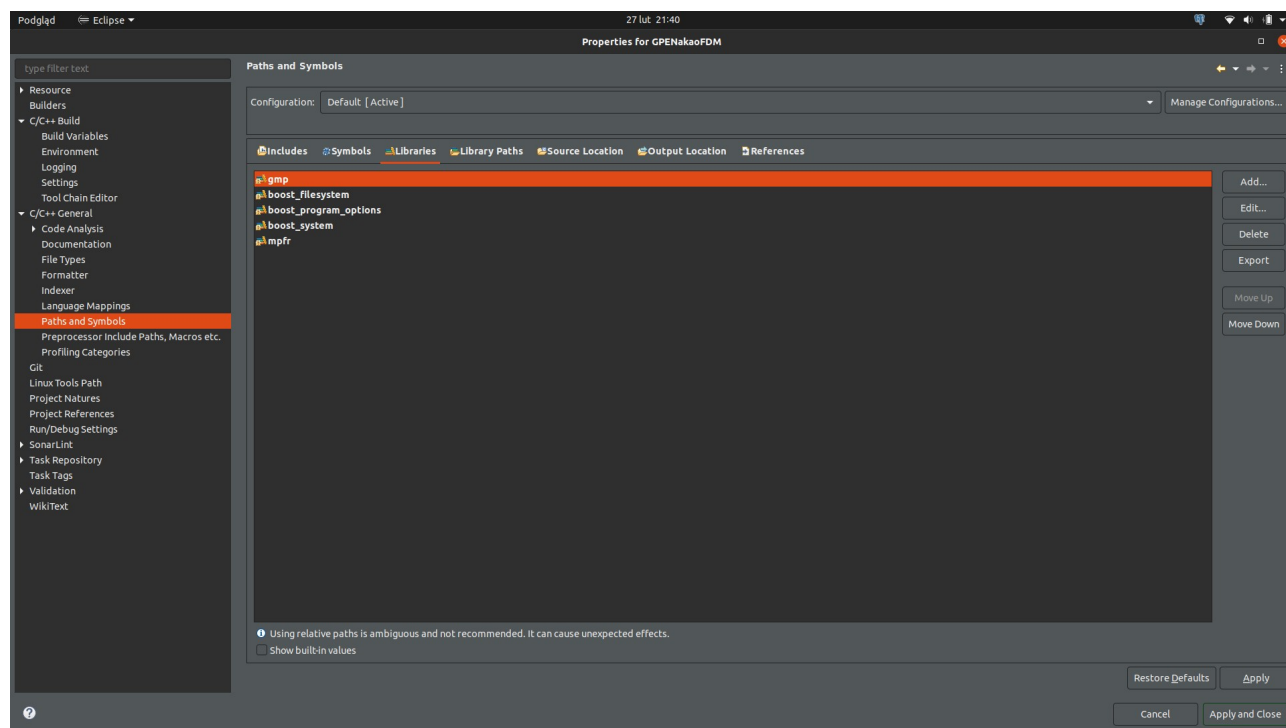 Podgląd Eclipse 27 lut 21:40
Properties for GPENakaoFDM
type filter text
Resource
Builders
C/C++ Build
Build Variables
Environment
Logging
Settings
Tool Chain Editor
C/C++ General
Code Analysis
Documentation
File Types
Formatter
Indexer
Language Mappings
Paths and Symbols
Preprocessor Include Paths, Macros etc.
Profiling Categories
Git
Linux Tools Path
Project Natures
Project References
Run/Debug Settings
SonarLint
Task Repository
Task Tags
Validation
WikiText
Paths and Symbols
Configuration: Default [ Active ] Manage Configurations...
Includes Symbols Libraries Library Paths Source Location Output Location References
gmp
boost_filesystem
boost_program_options
boost_system
mpfr
Add...
Edit...
Delete
Export
Move Up
Move Down
Using relative paths is ambiguous and not recommended. It can cause unexpected effects.
Show built-in values
Restore Defaults Apply
Cancel Apply and Close